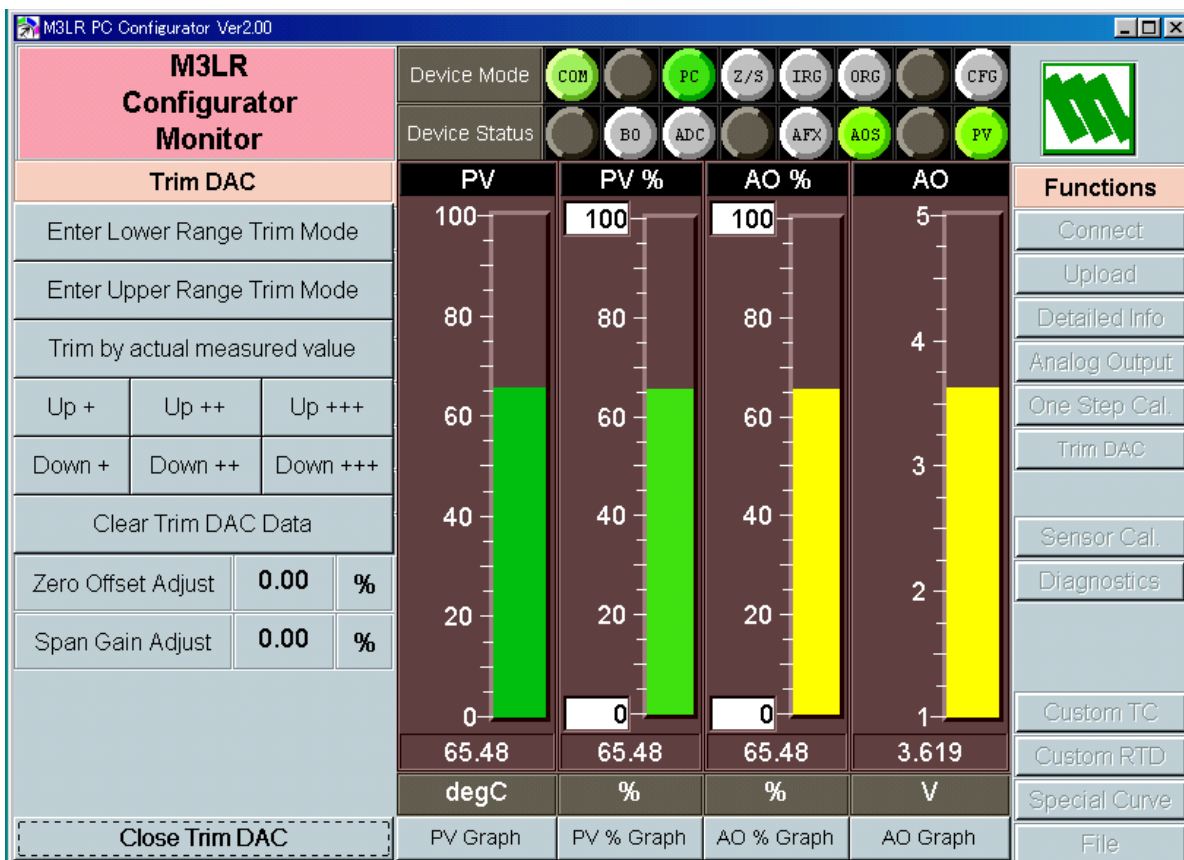 M3LR PC Configurator Ver2.00
M3LR
Configurator
Monitor
Device Mode COM PC Z/S IRG ORG CFG
Device Status BO ADC AFX AOS PV
Trim DAC
Enter Lower Range Trim Mode
Enter Upper Range Trim Mode
Trim by actual measured value
Up + Up ++ Up +++
Down + Down ++ Down +++
Clear Trim DAC Data
Zero Offset Adjust 0.00 %
Span Gain Adjust 0.00 %
Close Trim DAC
PV
100
80
60
40
20
0
65.48
degC
PV Graph
PV %
100
80
60
40
20
0
65.48
%
PV % Graph
AO %
100
80
60
40
20
0
65.48
%
AO % Graph
AO
5
4
3
2
1
3.619
V
AO Graph
Functions
Connect
Upload
Detailed Info
Analog Output
One Step Cal.
Trim DAC
Sensor Cal.
Diagnostics
Custom TC
Custom RTD
Special Curve
File